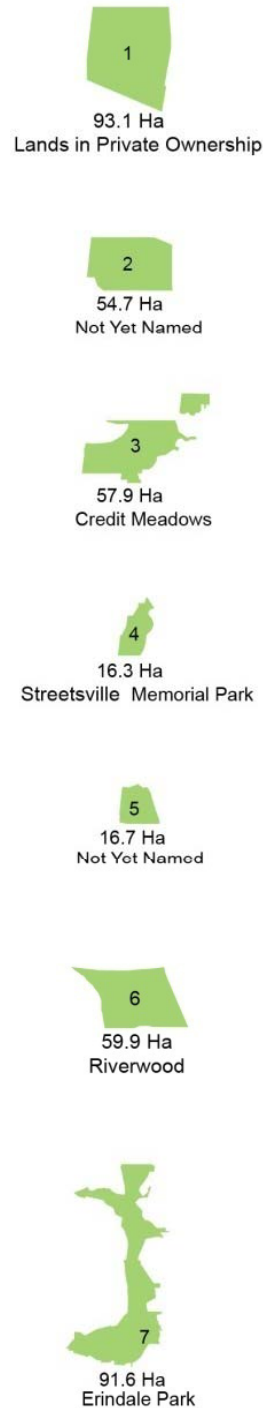 1
93.1 Ha
Lands in Private Ownership
2
54.7 Ha
Not Yet Named
3
57.9 Ha
Credit Meadows
4
16.3 Ha
Streetsville Memorial Park
5
16.7 Ha
Not Yet Named
6
59.9 Ha
Riverwood
7
91.6 Ha
Erindale Park